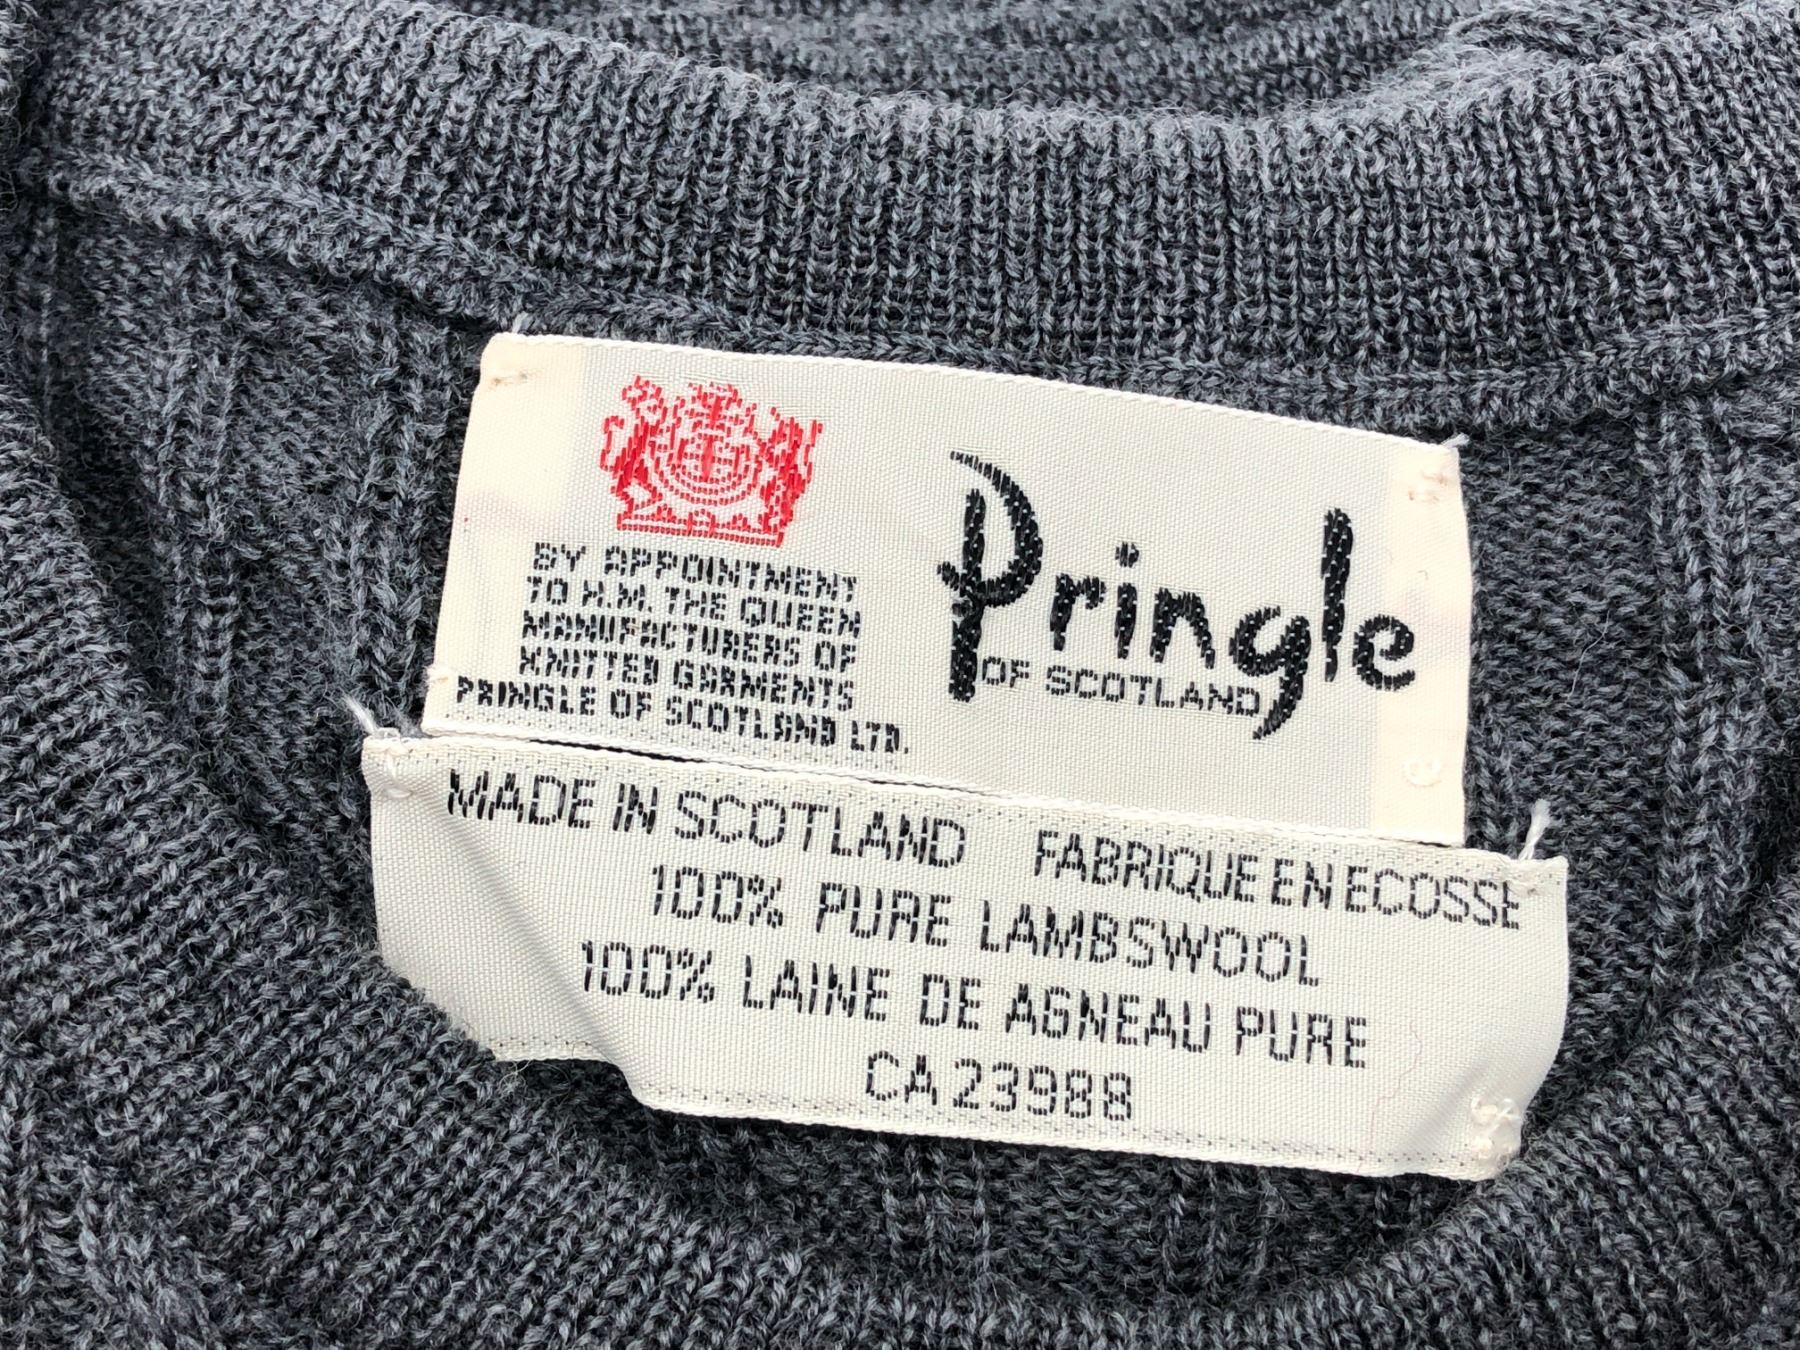 BY APPOINTMENT
TO H.M. THE QUEEN
MANUFACTURERS OF
KNITTED GARMENTS
PRINGLE OF SCOTLAND LTD.
Pringle
OF SCOTLAND
MADE IN SCOTLAND FABRIQUE EN ECOSSE
100% PURE LAMBSWOOL
100% LAINE DE AGNEAU PURE
CA23988